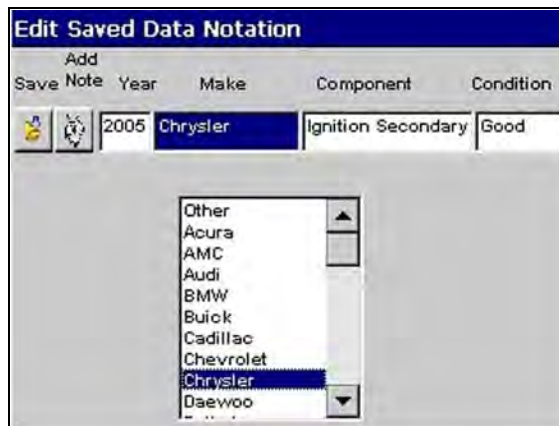 Edit Saved Data Notation
Save Add Note Year Make Component Condition
2005 Chrysler Ignition Secondary Good
Other
Acura
AMC
Audi
BMW
Buick
Cadillac
Chevrolet
Chrysler
Daewoo